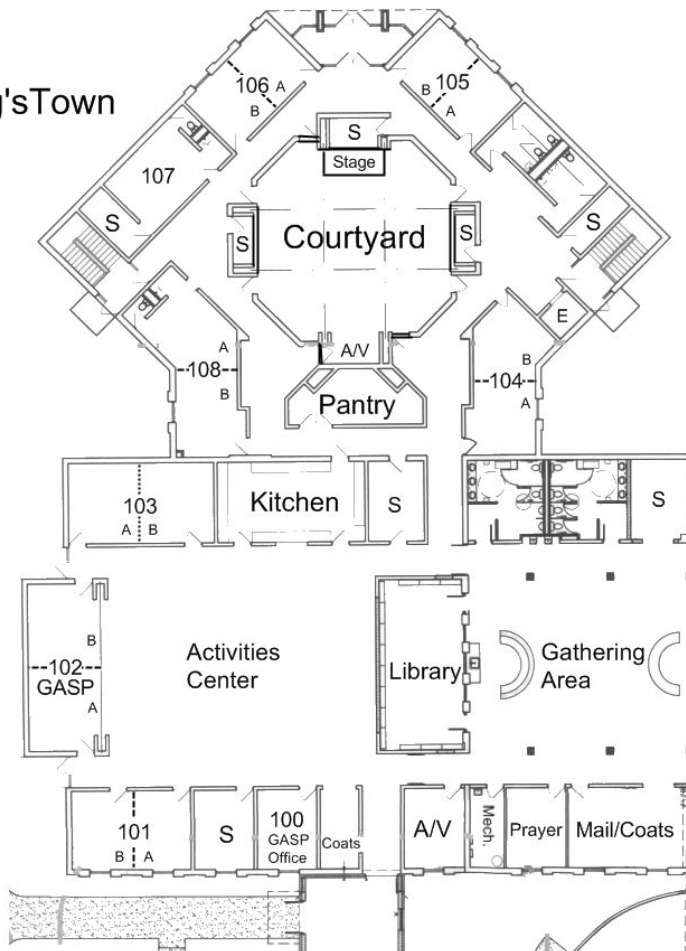 g'sTown
106
A
B
105
B
A
S
Stage
107
S
S
Courtyard
S
S
E
A/V
A
108
B
B
104
A
Pantry
103
A B
Kitchen
S
S
B
102
GASP
A
Activities
Center
Library
Gathering
Area
101
B A
S
100
GASP
Office
Coats
A/V
Mech.
Prayer
Mail/Coats